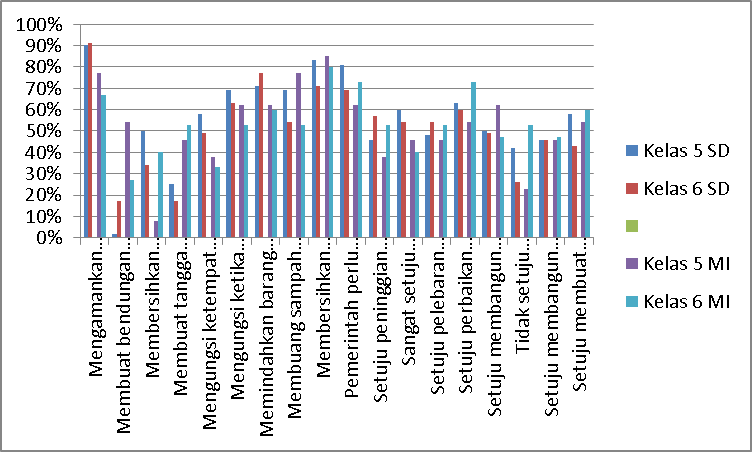 100%
90%
80%
70%
60%
50%
40%
30%
20%
10%
0%
Mengamankan...
Membuat bendungan
Membersihkan...
Membuat tangga
Mengungsi ketempat
Mengungsi ketika...
Memindahkan barang...
Membuang sampah...
Membersihkan...
Pemerintah perlu...
Setuju peninggian...
Sangat setuju...
Setuju pelebaran...
Setuju perbaikan...
Setuju membangun
Tidak setuju...
Setuju membangun...
Setuju membuat...
Kelas 5 SD
Kelas 6 SD
Kelas 5 MI
Kelas 6 MI